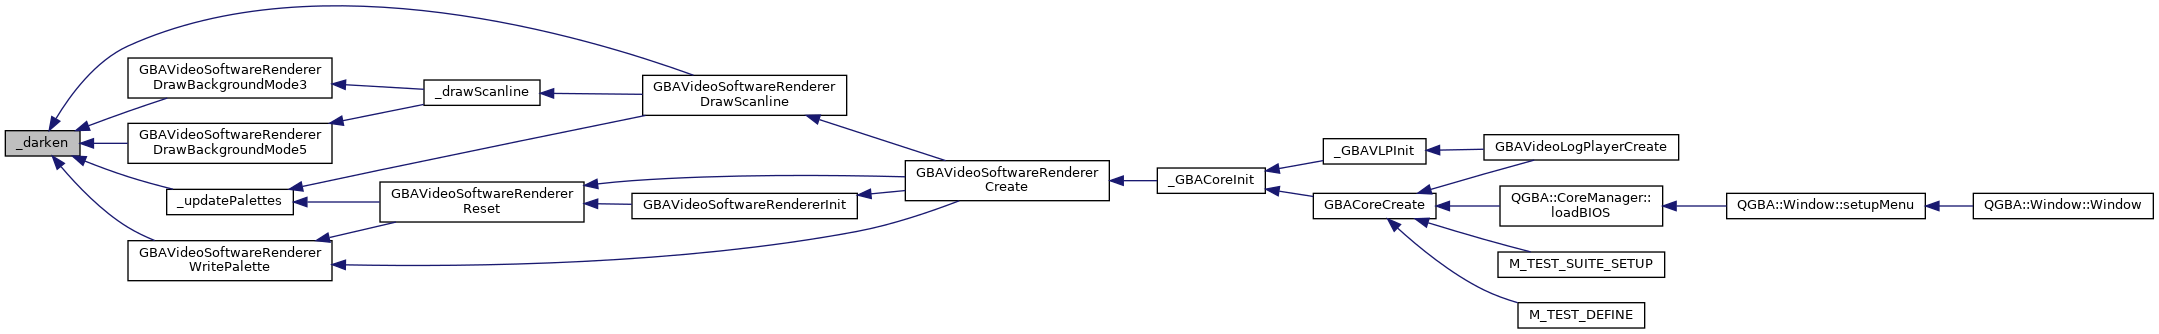 _darken
GBAVideoSoftwareRenderer
DrawBackgroundMode3
GBAVideoSoftwareRenderer
DrawBackgroundMode5
_updatePalettes
GBAVideoSoftwareRenderer
WritePalette
_drawScanline
GBAVideoSoftwareRenderer
Reset
GBAVideoSoftwareRenderer
DrawScanline
GBAVideoSoftwareRendererInit
GBAVideoSoftwareRenderer
Create
_GBACoreInit
_GBAVLPInit
GBACoreCreate
GBAVideoLogPlayerCreate
QGBA::CoreManager::
loadBIOS
M_TEST_SUITE_SETUP
M_TEST_DEFINE
QGBA::Window::setupMenu
QGBA::Window::Window